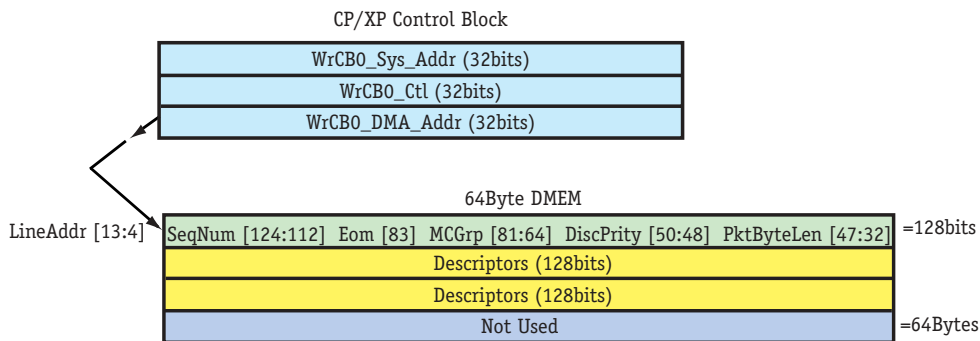 CP/XP Control Block
WrCB0_Sys_Addr (32bits)
WrCB0_Ctl (32bits)
WrCB0_DMA_Addr (32bits)
64Byte DMEM
LineAddr [13:4]
SeqNum [124:112] Eom [83] MCGrp [81:64] DiscPrity [50:48] PktByteLen [47:32]
=128bits
Descriptors (128bits)
Descriptors (128bits)
Not Used
=64Bytes